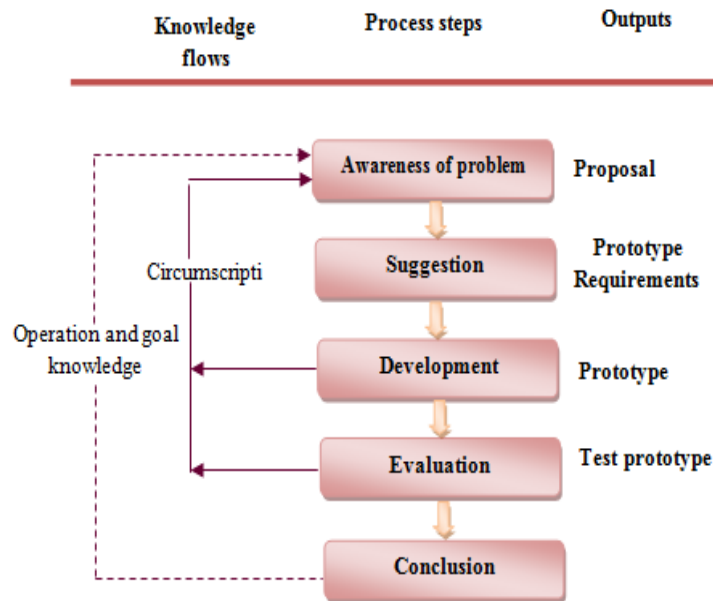 Knowledge
flows
Process steps
Outputs
Awareness of problem
Proposal
Suggestion
Prototype
Requirements
Circumscripti
Operation and goal
knowledge
Development
Prototype
Evaluation
Test prototype
Conclusion